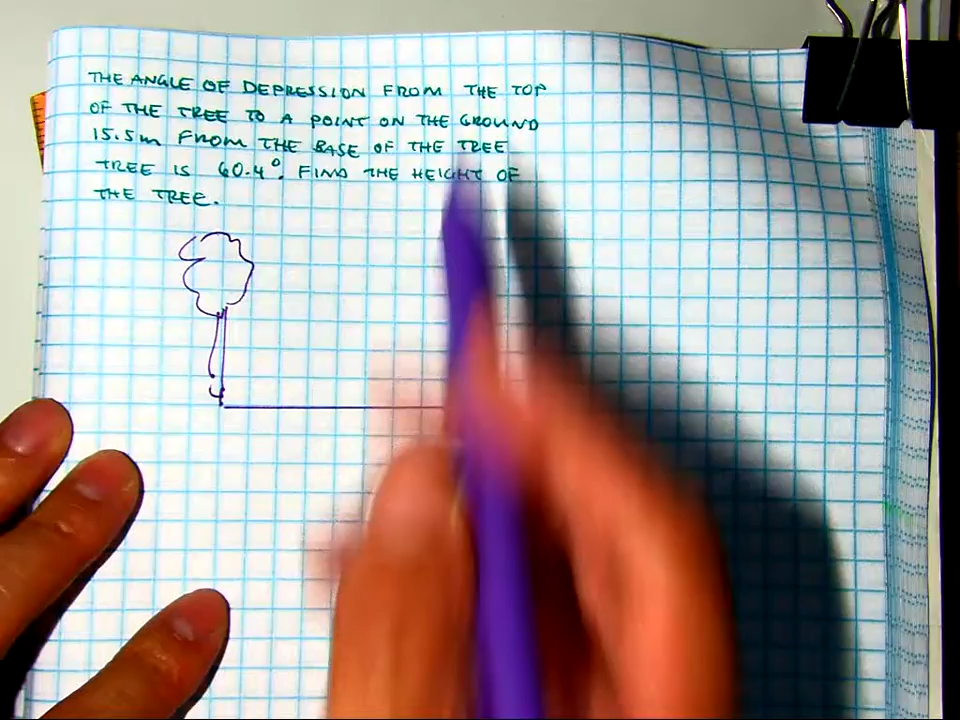 THE ANGLE OF DEPRESSION FROM THE TOP
OF THE TREE TO A POINT ON THE GROUND
15.5m FROM THE BASE OF THE TREE
TREE IS 60.4°. FIND THE HEIGHT OF
THE TREE.